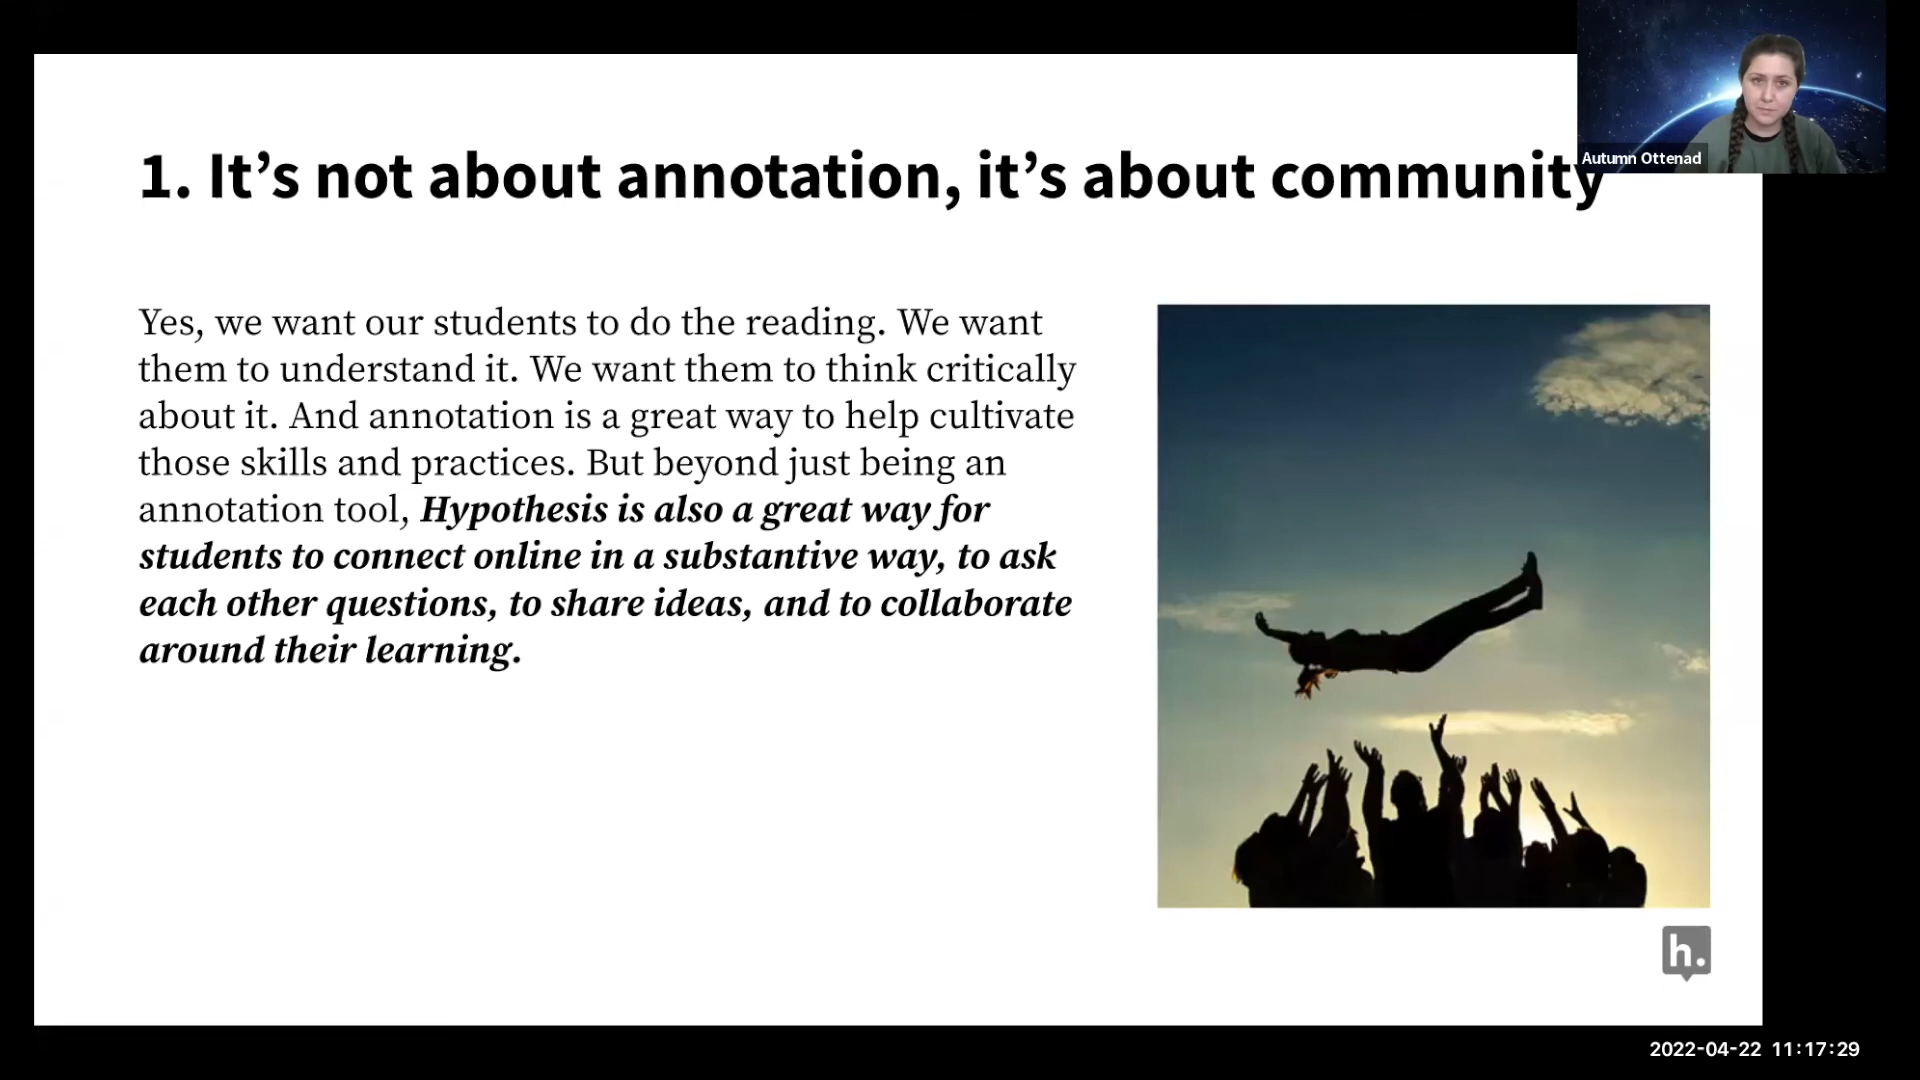 Autumn Ottenad
1. It’s not about annotation, it’s about community
Yes, we want our students to do the reading. We want
them to understand it. We want them to think critically
about it. And annotation is a great way to help cultivate
those skills and practices. But beyond just being an
annotation tool, Hypothesis is also a great way for
students to connect online in a substantive way, to ask
each other questions, to share ideas, and to collaborate
around their learning.
h.
2022-04-22 11:17:29